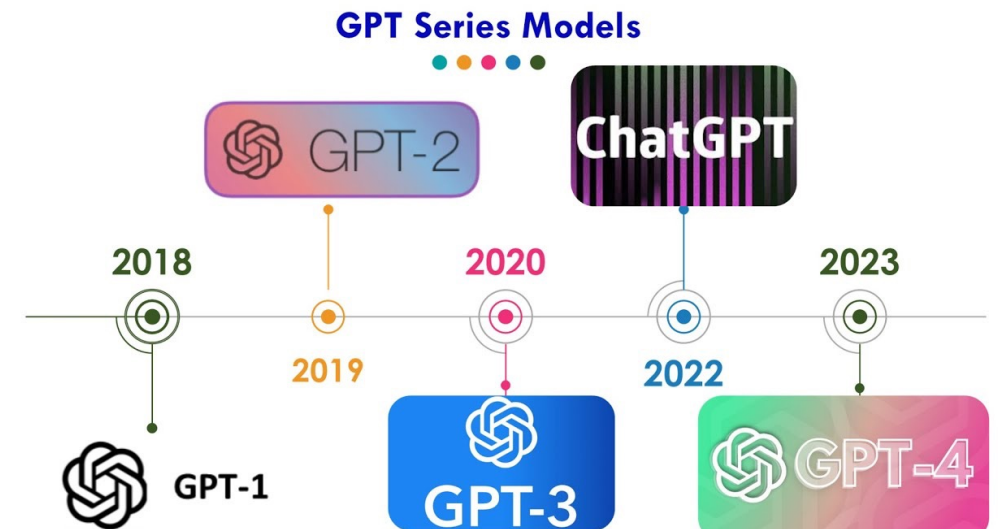 GPT Series Models
GPT-2
ChatGPT
2018
2020
2023
2019
2022
GPT-1
GPT-3
GPT-4